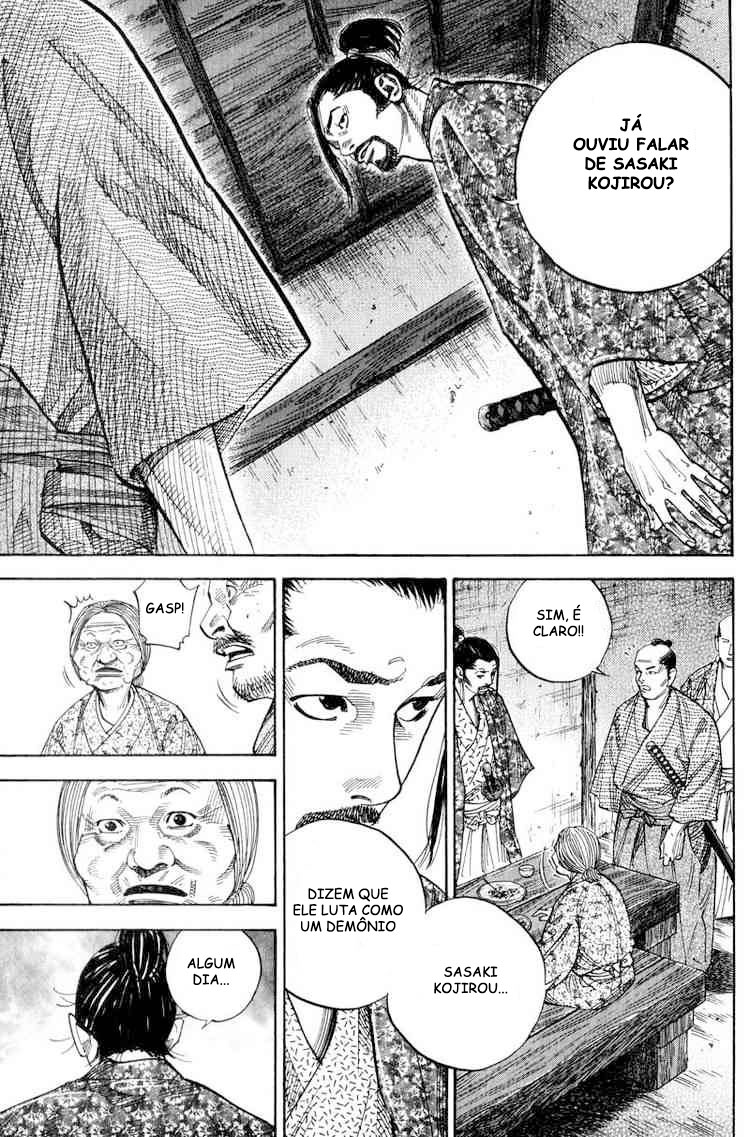 JÁ
OUVIU FALAR
DE SASAKI
KOJIROU?
SIM, É
CLARO!!
SASAKI
KOJIROU...
DIZEM QUE
ELE LUTA COMO
UM DEMÔNIO
GASP!
ALGUM
DIA...